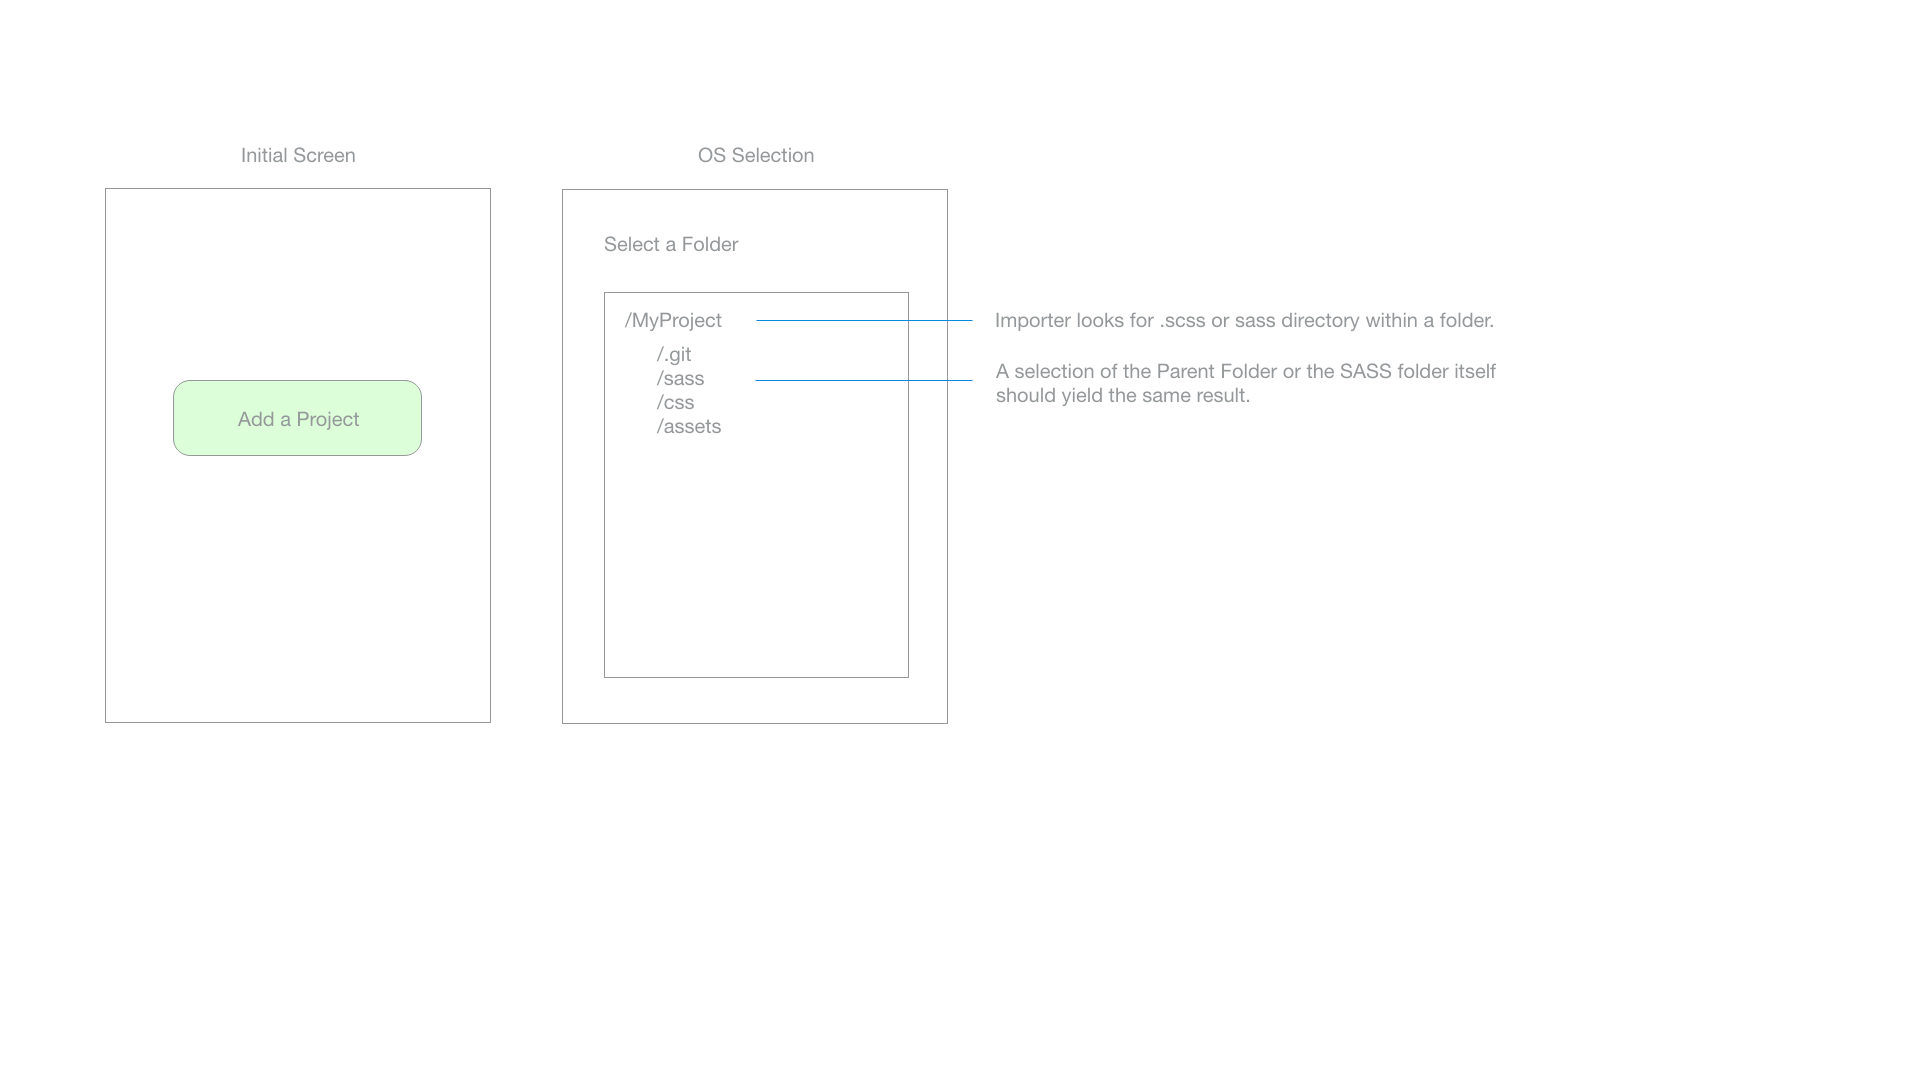 Initial Screen
OS Selection
Add a Project
Select a Folder
/MyProject
/.git
/sass
/css
/assets
Importer looks for .scss or sass directory within a folder.
A selection of the Parent Folder or the SASS folder itself
should yield the same result.